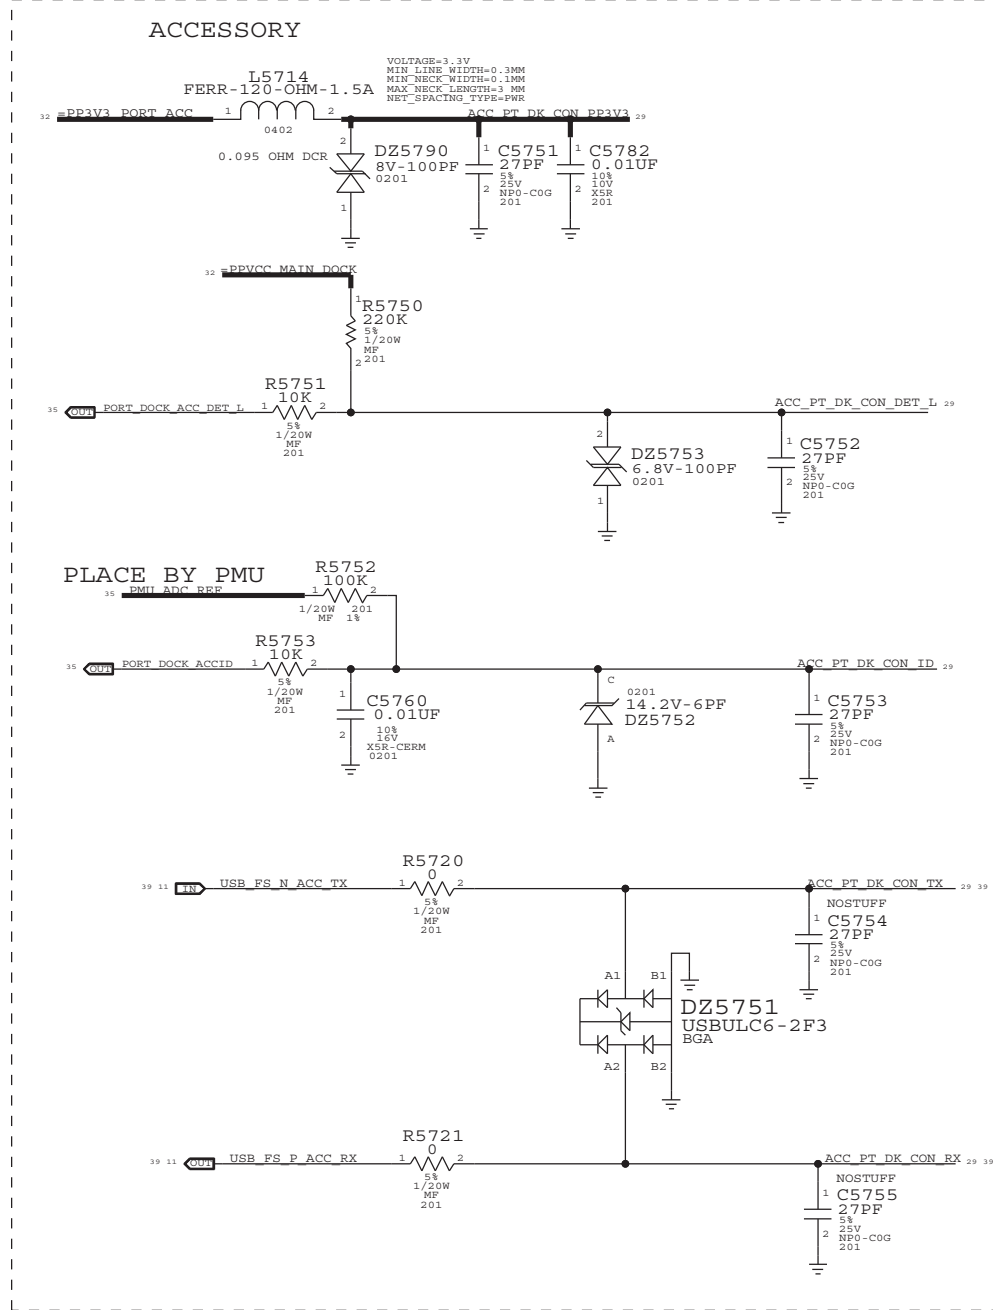 ACCESSORY
L5714
FERR-120-OHM-1.5A
VOLTAGE=3.3V
MIN_LINE_WIDTH=0.3MM
MIN_NECK_WIDTH=0.1MM
MAX_NECK_LENGTH=3 MM
NET_SPACING_TYPE=PWR
32 =PP3V3_PORT_ACC 1 2 ACC_PT_DK_CON_PP3V3 29
0402
0.095 OHM DCR
2
DZ5790
8V-100PF
0201
1
1
C5751
27PF
5%
25V
NP0-C0G
201
2
1
C5782
0.01UF
10%
10V
X5R
201
2
32 =PPVCC_MAIN_DOCK
1
R5750
220K
5%
1/20W
MF
201
2
R5751
10K
35 OUT PORT_DOCK_ACC_DET_L 1 2 ACC_PT_DK_CON_DET_L 29
5%
1/20W
MF
201
2
DZ5753
6.8V-100PF
0201
1
1
C5752
27PF
5%
25V
NP0-C0G
201
2
PLACE BY PMU
R5752
100K
35 PMU_ADC_REF 1 2
1/20W 201
MF 1%
R5753
10K
35 OUT PORT_DOCK_ACCID 1 2 ACC_PT_DK_CON_ID 29
5%
1/20W
MF
201
1
C5760
0.01UF
10%
16V
X5R-CERM
0201
2
C
0201
14.2V-6PF
DZ5752
A
1
C5753
27PF
5%
25V
NP0-C0G
201
2
R5720
0
39 11 IN USB_FS_N_ACC_TX 1 2 ACC_PT_DK_CON_TX 29 39
5%
1/20W
MF
201
NOSTUFF
1
C5754
27PF
5%
25V
NP0-C0G
201
2
A1 B1
DZ5751
USBULC6-2F3
BGA
A2 B2
R5721
0
39 11 OUT USB_FS_P_ACC_RX 1 2 ACC_PT_DK_CON_RX 29 39
5%
1/20W
MF
201
NOSTUFF
1
C5755
27PF
5%
25V
NP0-C0G
201
2